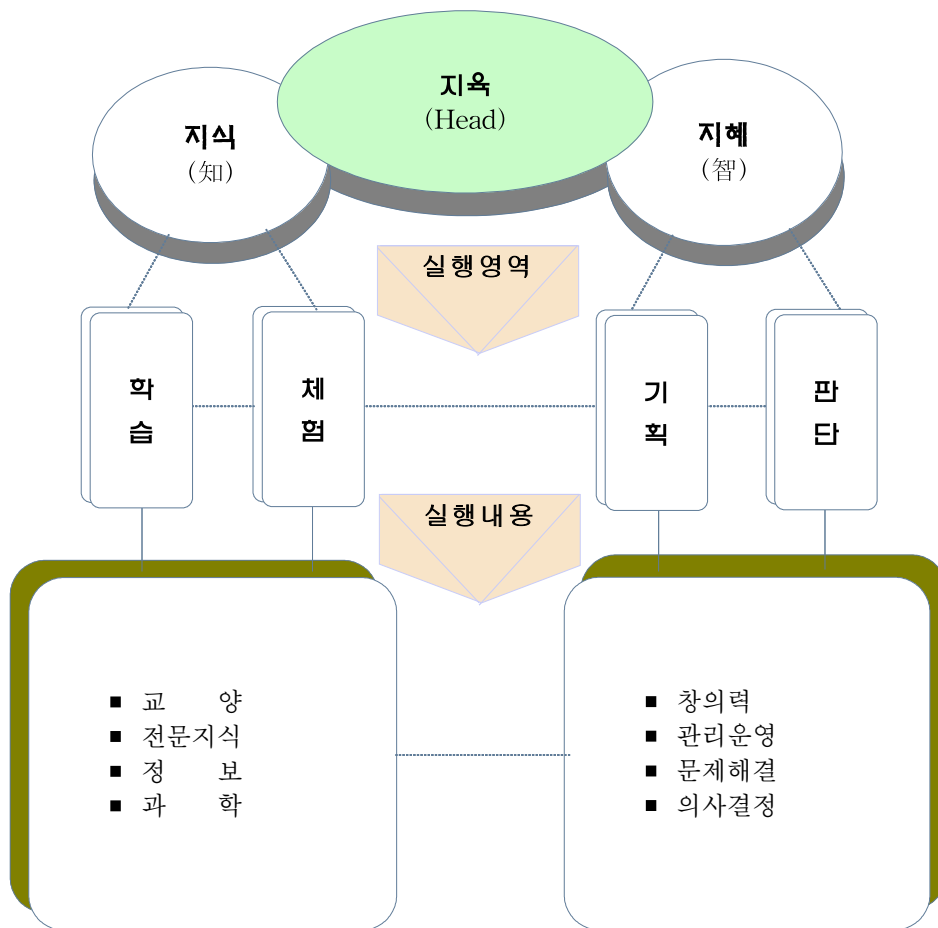 지육
(Head)
지식
(知)
지혜
(智)
실행영역
학
습
체
험
기
획
판
단
실행내용
■ 교 양
■ 전문지식
■ 정 보
■ 과 학
■ 창의력
■ 관리운영
■ 문제해결
■ 의사결정